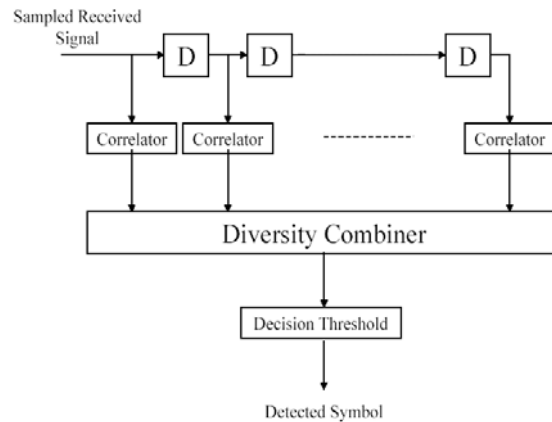 Sampled Received
Signal
D
D
D
Correlator
Correlator
Correlator
Diversity Combiner
Decision Threshold
Detected Symbol